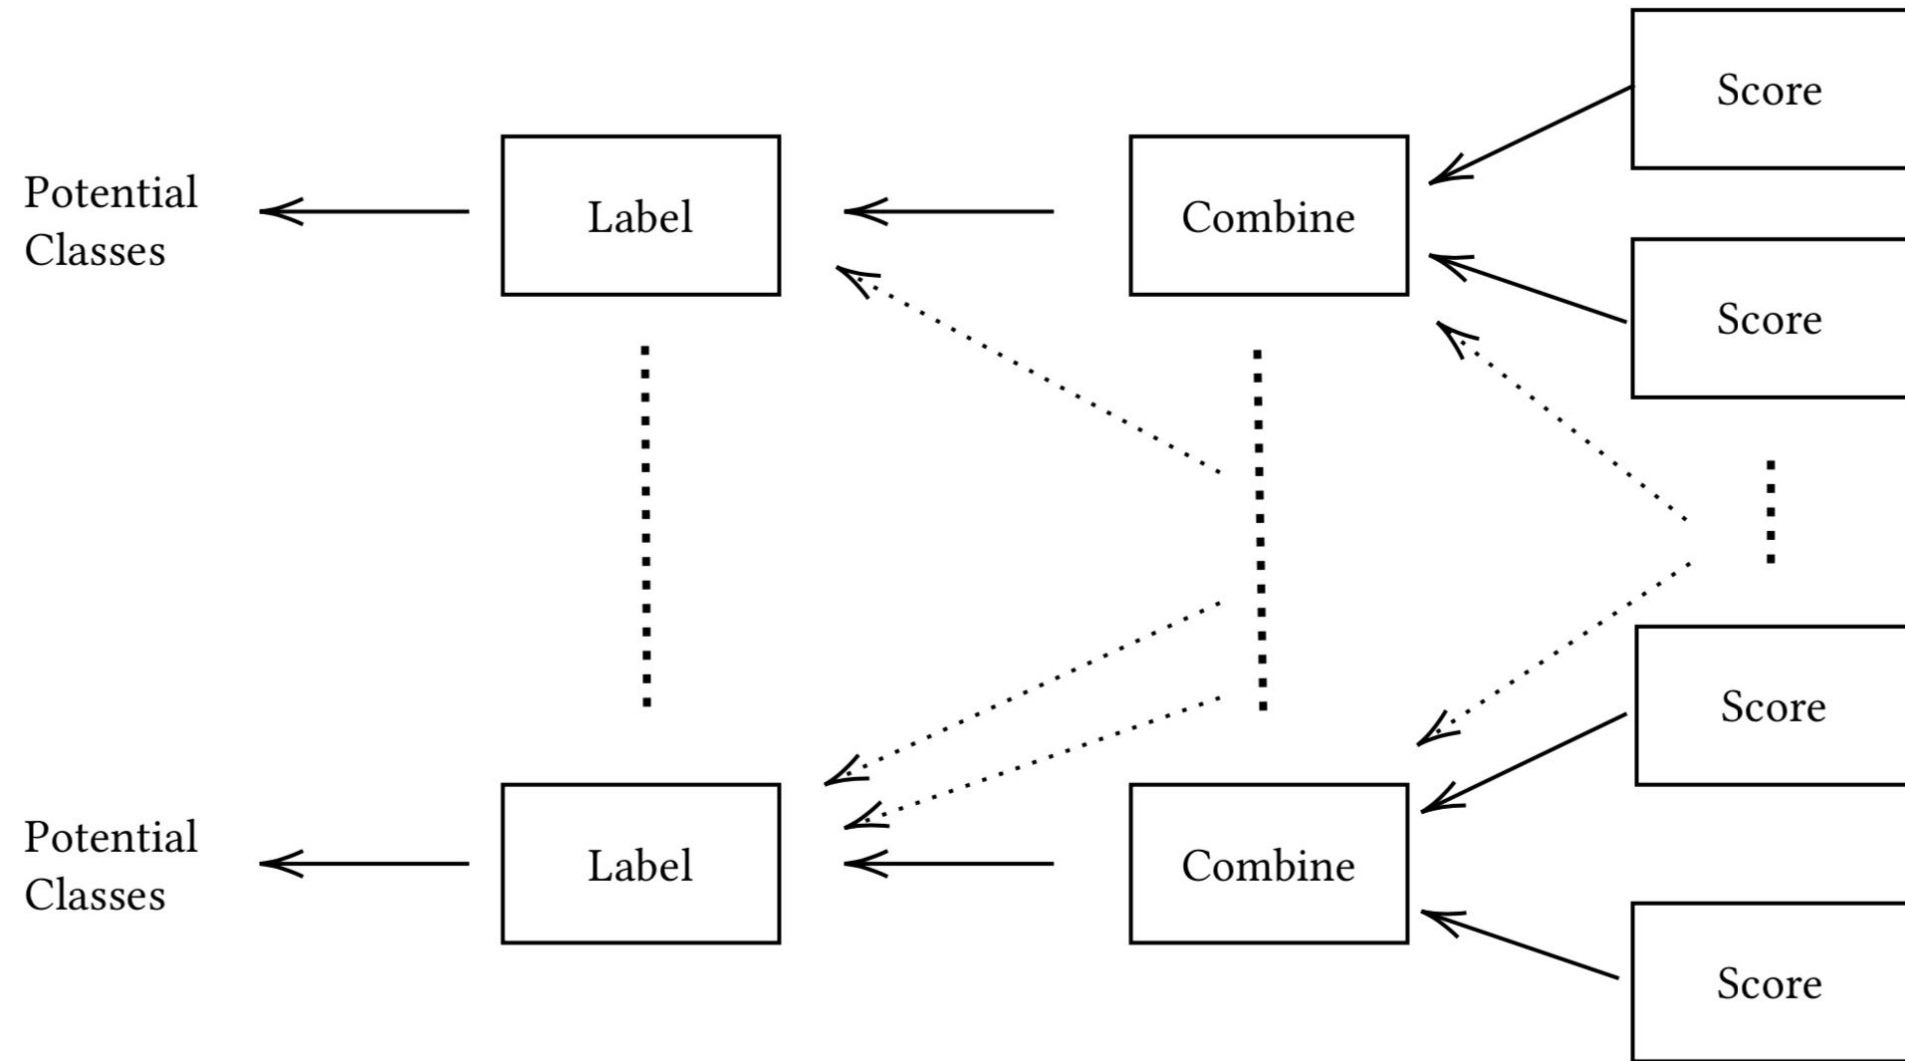 Score
Potential
Classes
Label
Combine
Score
Score
Potential
Classes
Label
Combine
Score